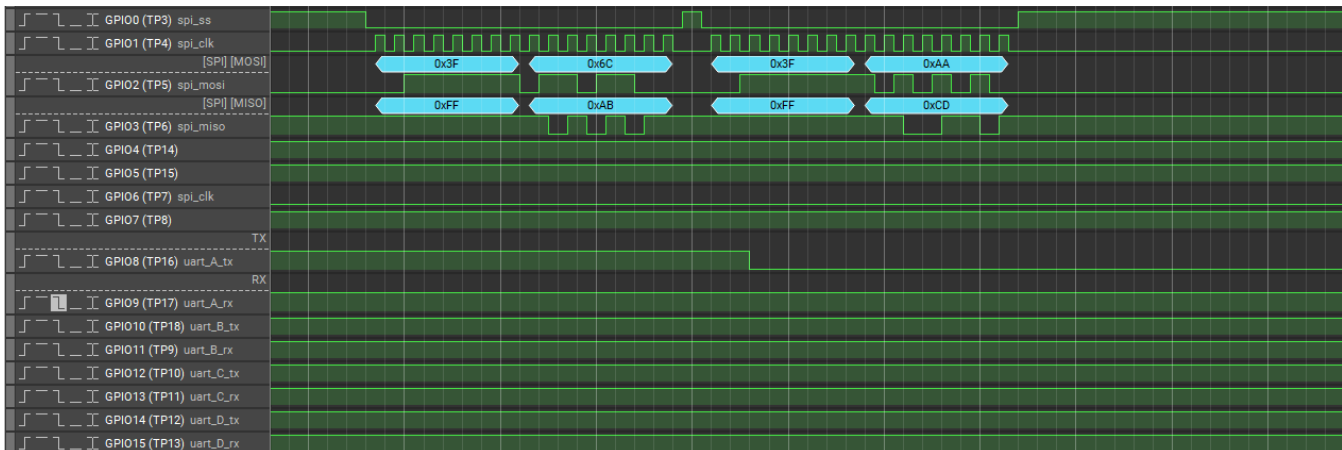 GPIO0 (TP3) spi_ss
GPIO1 (TP4) spi_clk
[SPI] [MOSI] 0x3F 0x6C 0x3F 0xAA
GPIO2 (TP5) spi_mosi
[SPI] [MISO] 0xFF 0xAB 0xFF 0xCD
GPIO3 (TP6) spi_miso
GPIO4 (TP14)
GPIO5 (TP15)
GPIO6 (TP7) spi_clk
GPIO7 (TP8)
TX
GPIO8 (TP16) uart_A_tx
RX
GPIO9 (TP17) uart_A_rx
GPIO10 (TP18) uart_B_tx
GPIO11 (TP9) uart_B_rx
GPIO12 (TP10) uart_C_tx
GPIO13 (TP11) uart_C_rx
GPIO14 (TP12) uart_D_tx
GPIO15 (TP13) uart_D_rx